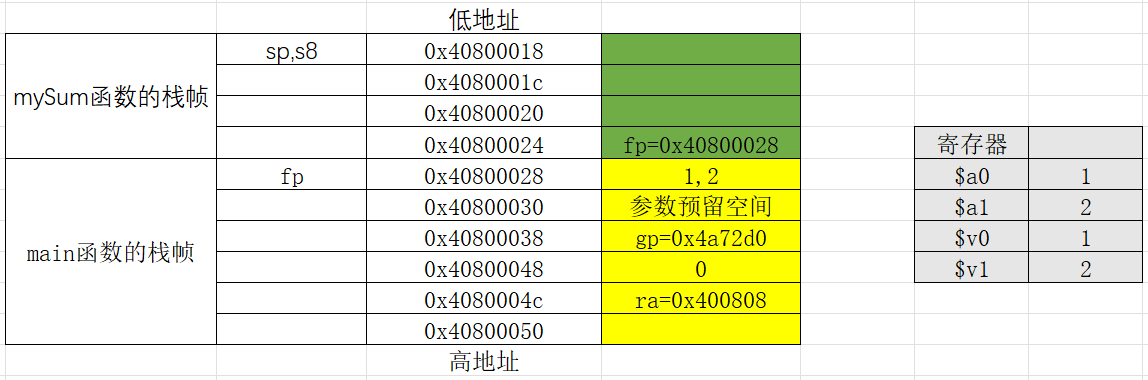 低地址
sp,s8 0x40800018
0x4080001c
mySum函数的栈帧
0x40800020
0x40800024 fp=0x40800028 寄存器
fp 0x40800028 1,2 $a0 1
0x40800030 参数预留空间 $a1 2
0x40800038 gp=0x4a72d0 $v0 1
main函数的栈帧
0x40800048 0 $v1 2
0x4080004c ra=0x400808
0x40800050
高地址